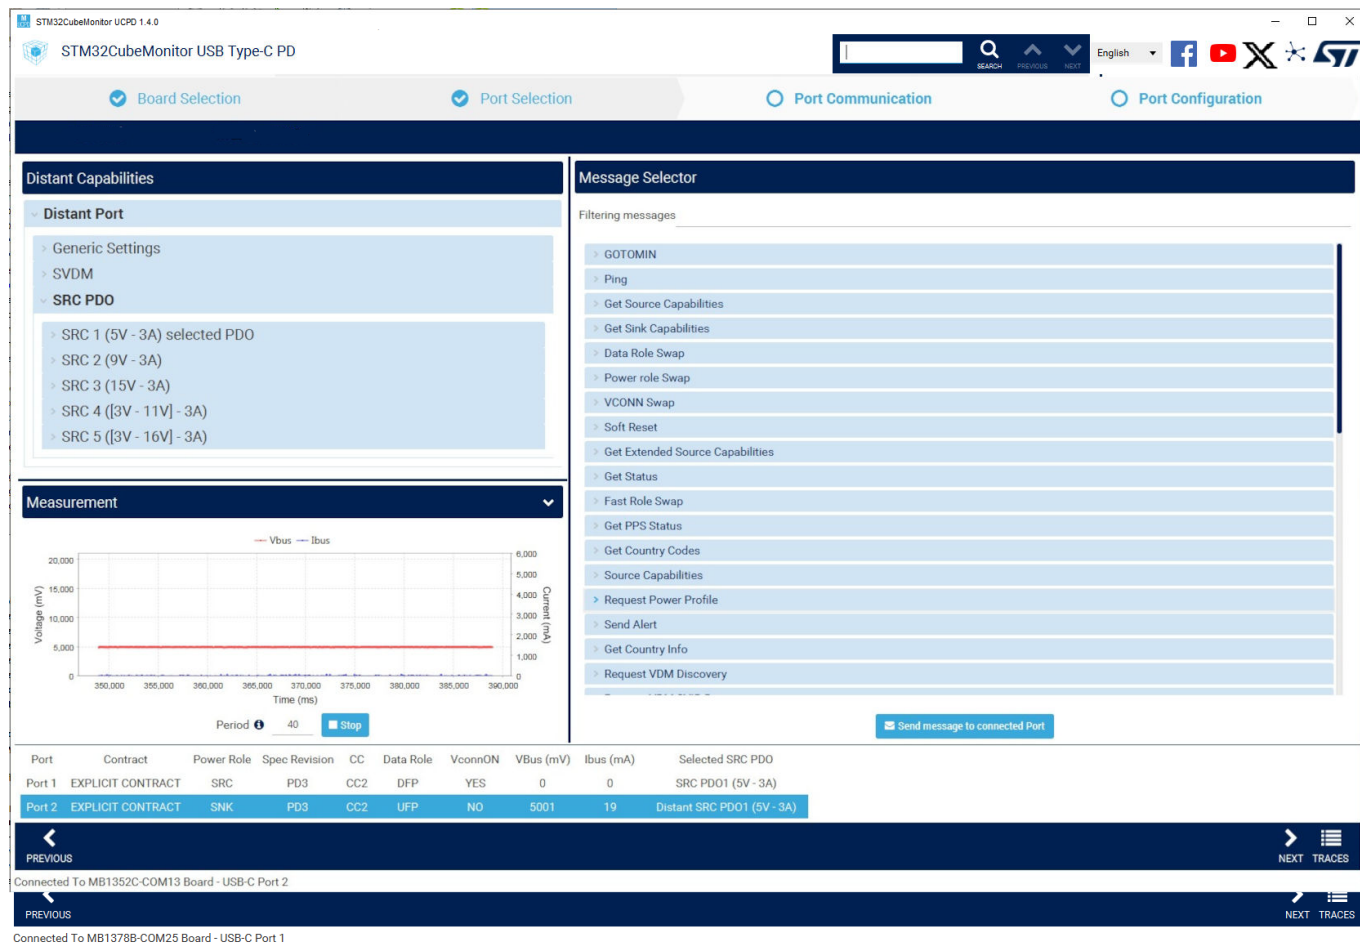 STM32CubeMonitor UCPD 1.4.0
STM32CubeMonitor USB Type-C PD
SEARCH PREVIOUS NEXT English
Board Selection Port Selection Port Communication Port Configuration
Distant Capabilities
Distant Port
Generic Settings
SVDM
SRC PDO
SRC 1 (5V - 3A) selected PDO
SRC 2 (9V - 3A)
SRC 3 (15V - 3A)
SRC 4 ([3V - 11V] - 3A)
SRC 5 ([3V - 16V] - 3A)
Measurement
Vbus Ibus
20,000
15,000
10,000
5,000
0
Voltage (mV)
6,000
5,000
4,000
3,000
2,000
1,000
0
Current (mA)
350,000 355,000 360,000 365,000 370,000 375,000 380,000 385,000 390,000
Time (ms)
Period 40 Stop
Message Selector
Filtering messages
GOTOMIN
Ping
Get Source Capabilities
Get Sink Capabilities
Data Role Swap
Power role Swap
VCONN Swap
Soft Reset
Get Extended Source Capabilities
Get Status
Fast Role Swap
Get PPS Status
Get Country Codes
Source Capabilities
Request Power Profile
Send Alert
Get Country Info
Request VDM Discovery
Send message to connected Port
Port Contract Power Role Spec Revision CC Data Role VconnON VBus (mV) Ibus (mA) Selected SRC PDO
Port 1 EXPLICIT CONTRACT SRC PD3 CC2 DFP YES 0 0 SRC PDO1 (5V - 3A)
Port 2 EXPLICIT CONTRACT SNK PD3 CC2 UFP NO 5001 19 Distant SRC PDO1 (5V - 3A)
PREVIOUS NEXT TRACES
Connected To MB1352C-COM13 Board - USB-C Port 2
PREVIOUS NEXT TRACES
Connected To MB1378B-COM25 Board - USB-C Port 1